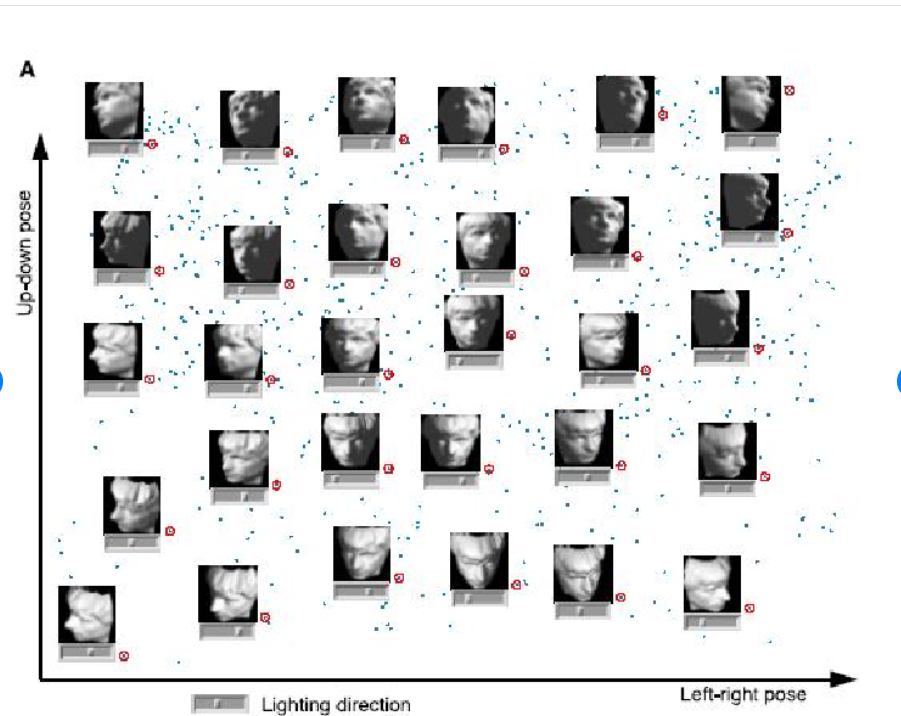 A
Up-down pose
Lighting direction
Left-right pose